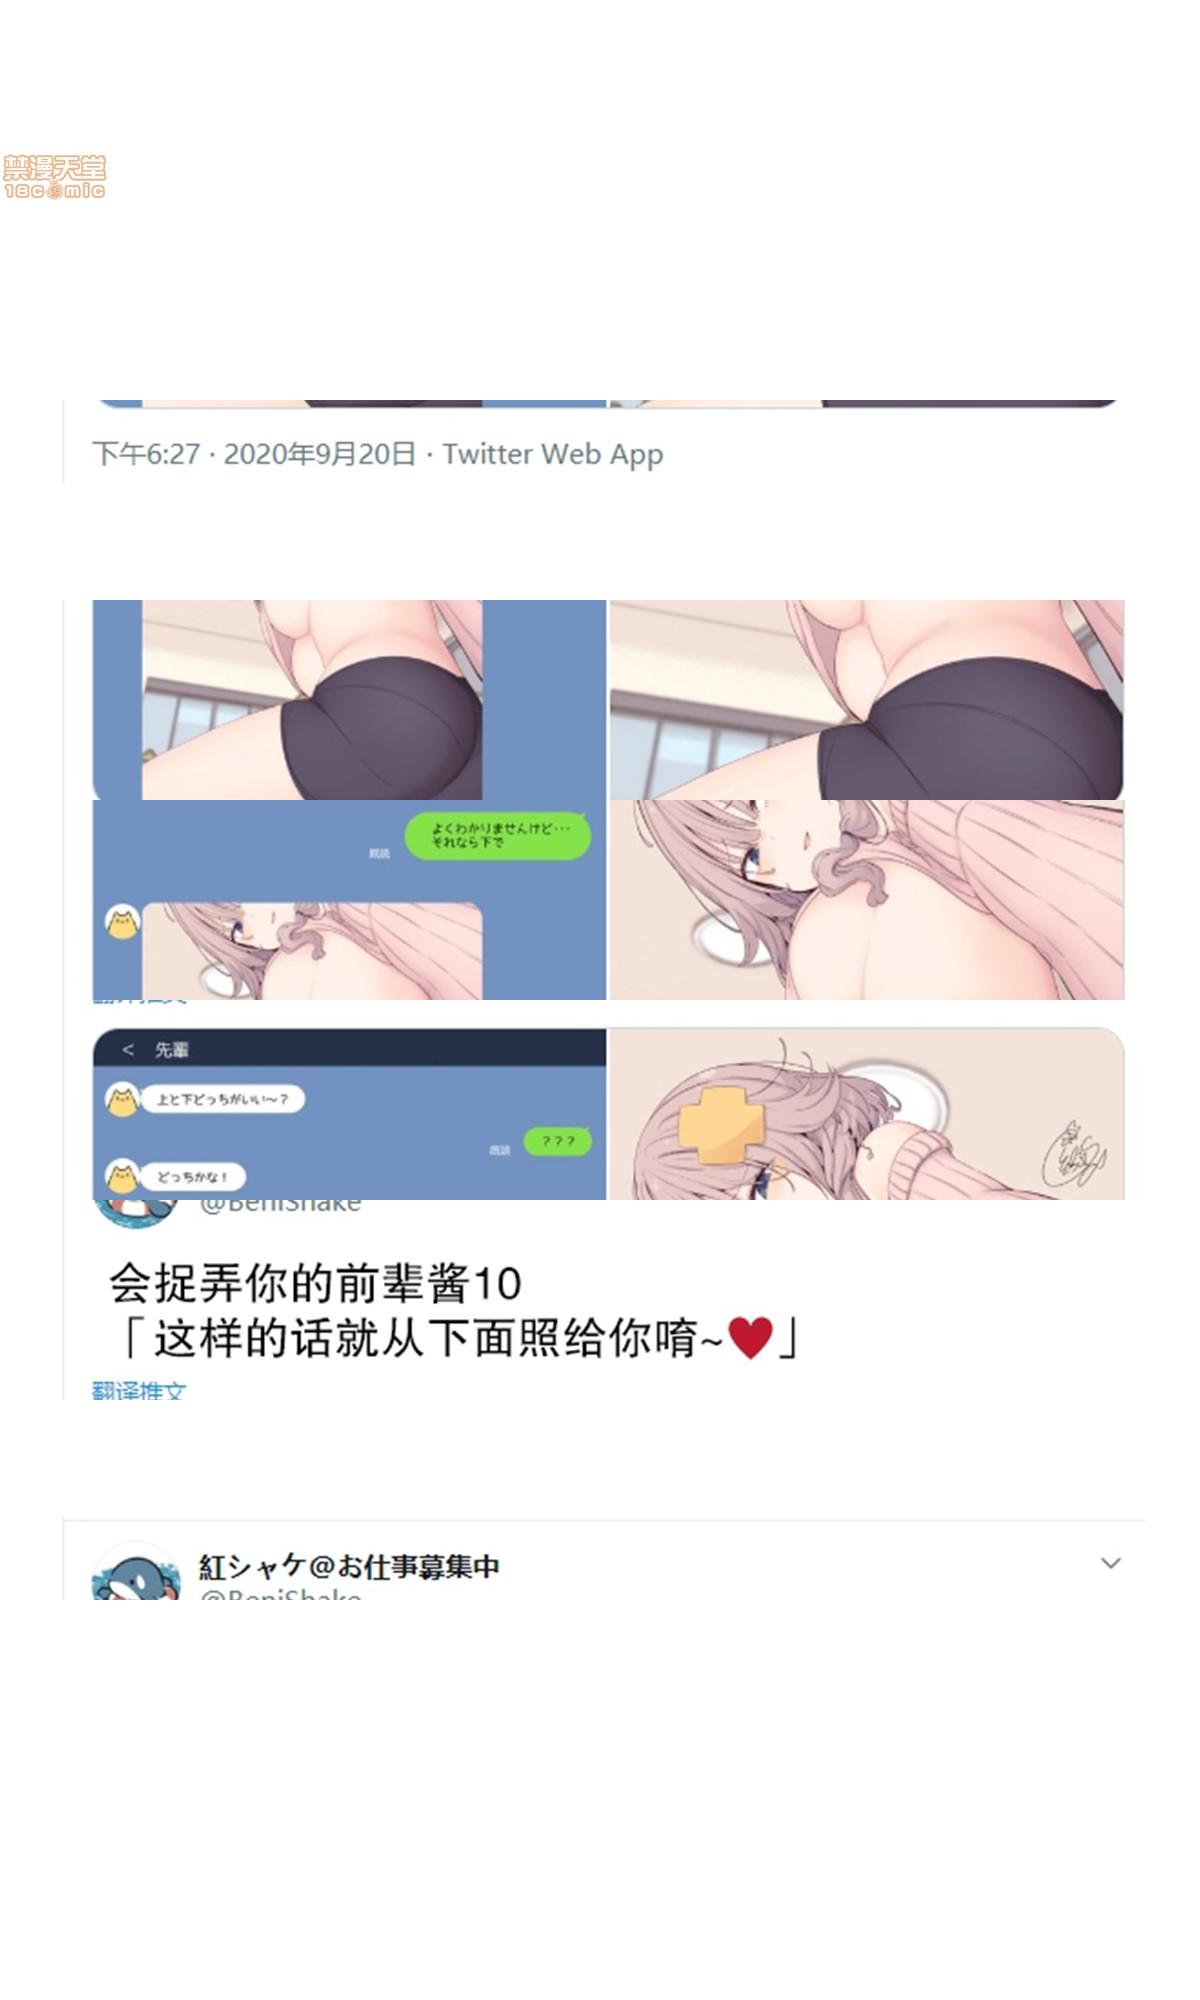 禁漫天堂
18comic
下午6:27 · 2020年9月20日 · Twitter Web App
よくわかりませんけど･･･
それなら下で
既読
< 先輩
上と下どっちがいい～？
？？？
既読
どっちかな！
@BeniShake
会捉弄你的前辈酱10
「这样的话就从下面照给你唷~♥」
翻译推文
紅シャケ@お仕事募集中
@BeniShake